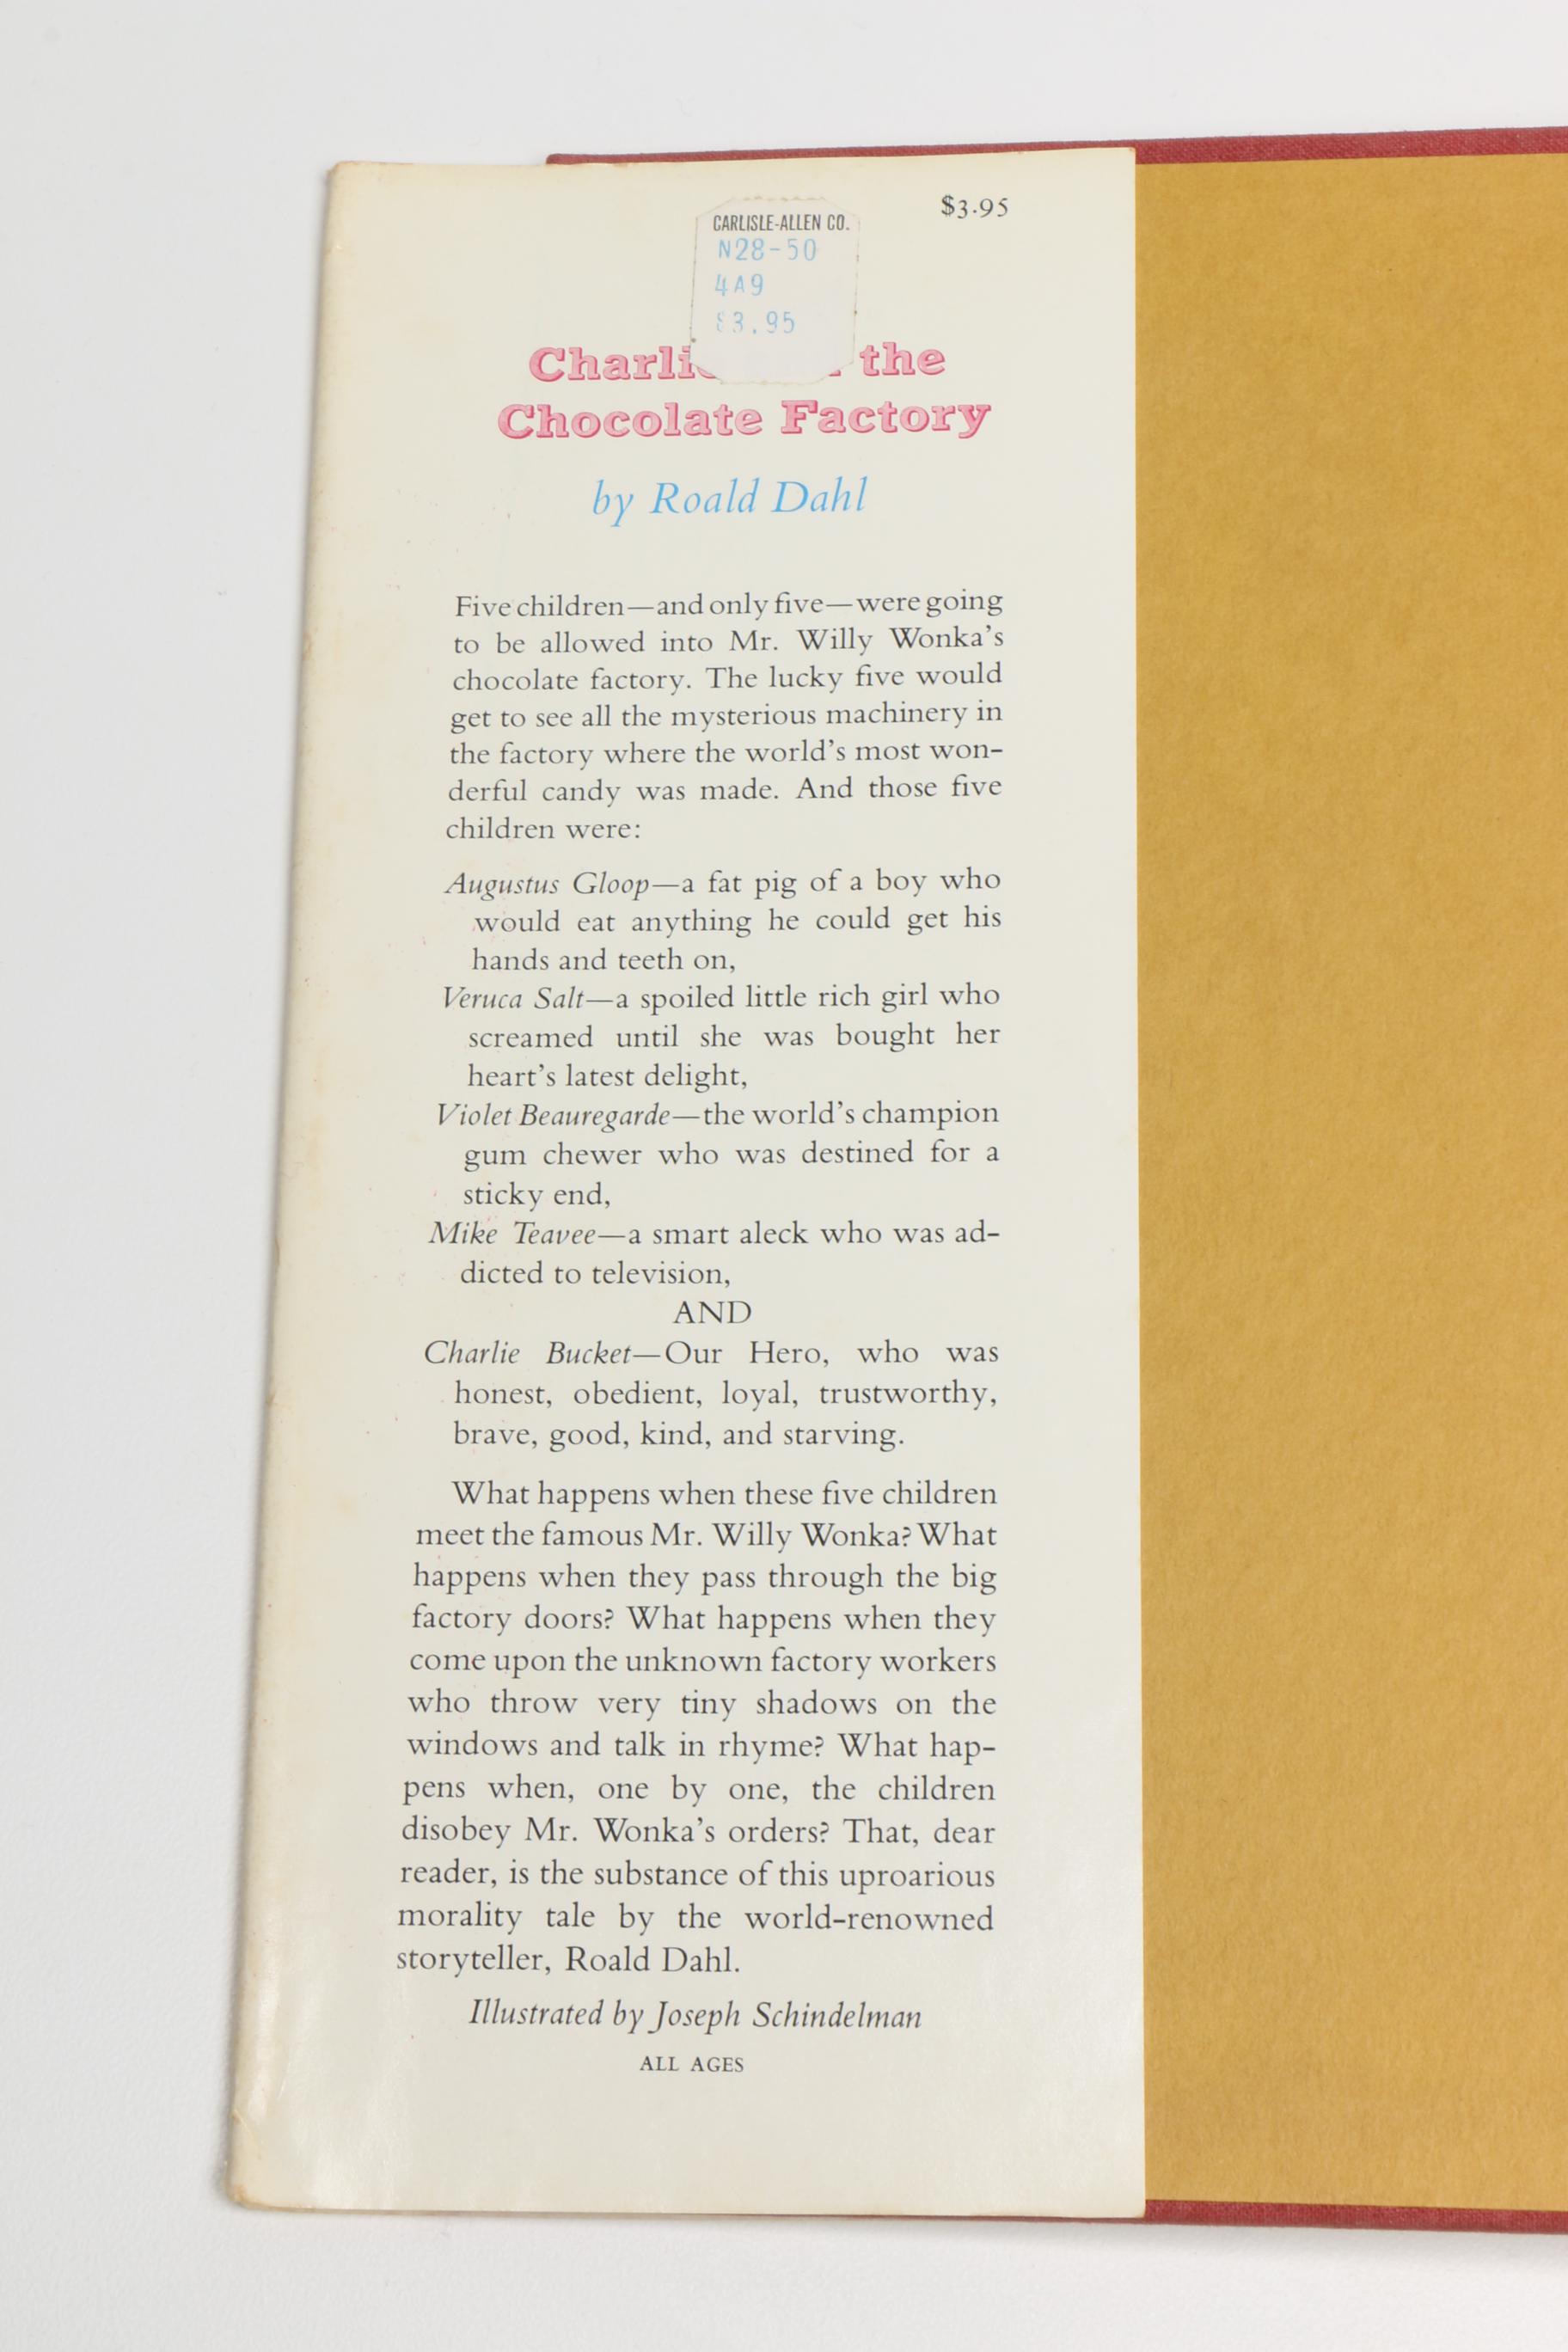 $3.95
CARLISLE-ALLEN CO.
N28-50
4A9
$3.95
the
Chocolate Factory
by Roald Dahl
Five children—and only five—were going
to be allowed into Mr. Willy Wonka's
chocolate factory. The lucky five would
get to see all the mysterious machinery in
the factory where the world's most won-
derful candy was made. And those five
children were:
Augustus Gloop—a fat pig of a boy who
would eat anything he could get his
hands and teeth on,
Veruca Salt—a spoiled little rich girl who
screamed until she was bought her
heart's latest delight,
Violet Beauregarde—the world's champion
gum chewer who was destined for a
sticky end,
Mike Teavee—a smart aleck who was ad-
dicted to television,
AND
Charlie Bucket—Our Hero, who was
honest, obedient, loyal, trustworthy,
brave, good, kind, and starving.
What happens when these five children
meet the famous Mr. Willy Wonka? What
happens when they pass through the big
factory doors? What happens when they
come upon the unknown factory workers
who throw very tiny shadows on the
windows and talk in rhyme? What hap-
pens when, one by one, the children
disobey Mr. Wonka's orders? That, dear
reader, is the substance of this uproarious
morality tale by the world-renowned
storyteller, Roald Dahl.
Illustrated by Joseph Schindelman
ALL AGES